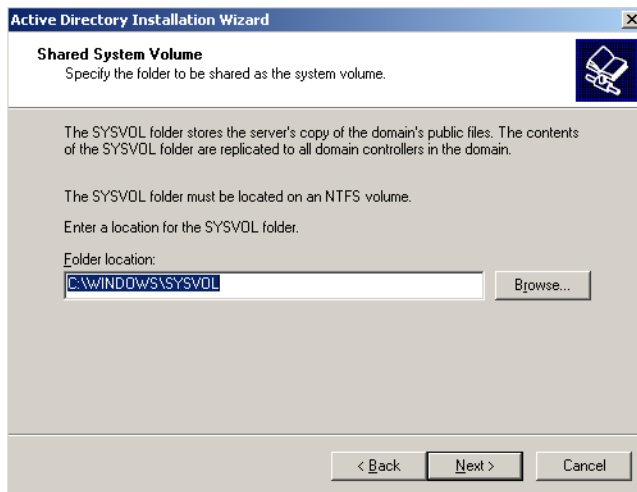 Active Directory Installation Wizard
Shared System Volume
Specify the folder to be shared as the system volume.
The SYSVOL folder stores the server's copy of the domain's public files. The contents
of the SYSVOL folder are replicated to all domain controllers in the domain.
The SYSVOL folder must be located on an NTFS volume.
Enter a location for the SYSVOL folder.
Folder location:
C:\WINDOWS\SYSVOL
Browse...
< Back
Next >
Cancel